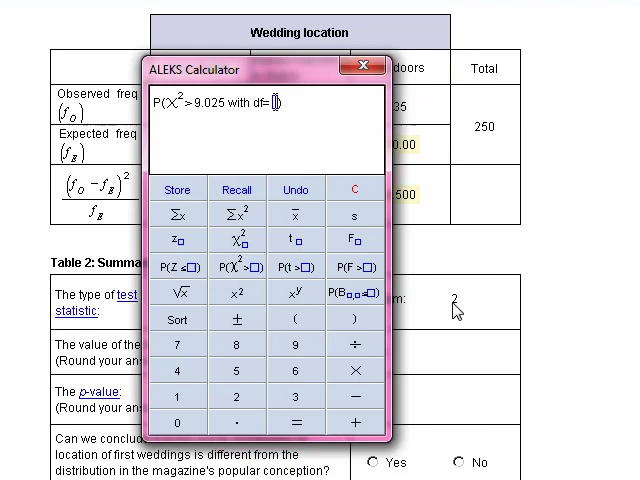 Wedding location
ALEKS Calculator
doors
Total
Observed freq
(f_O)
35
P(χ²>9.025 with df=▯)
250
Expected freq
(f_E)
.00
(f_O − f_E)²
f_E
.500
Store Recall Undo C
Σx Σx² x̄ s
z▯ χ²▯ t▯ F▯
Table 2: Summa
P(Z ≤▯) P(χ²>▯) P(t >▯) P(F >▯)
The type of test
statistic:
m:
2
√x x² x^y P(B▯,▯≤▯)
Sort ± ( )
The value of the
(Round your ans
7 8 9 ÷
4 5 6 ×
The p-value:
(Round your ans
1 2 3 −
0 . = +
Can we conclud
location of first weddings is different from the
distribution in the magazine's popular conception?
Yes
No